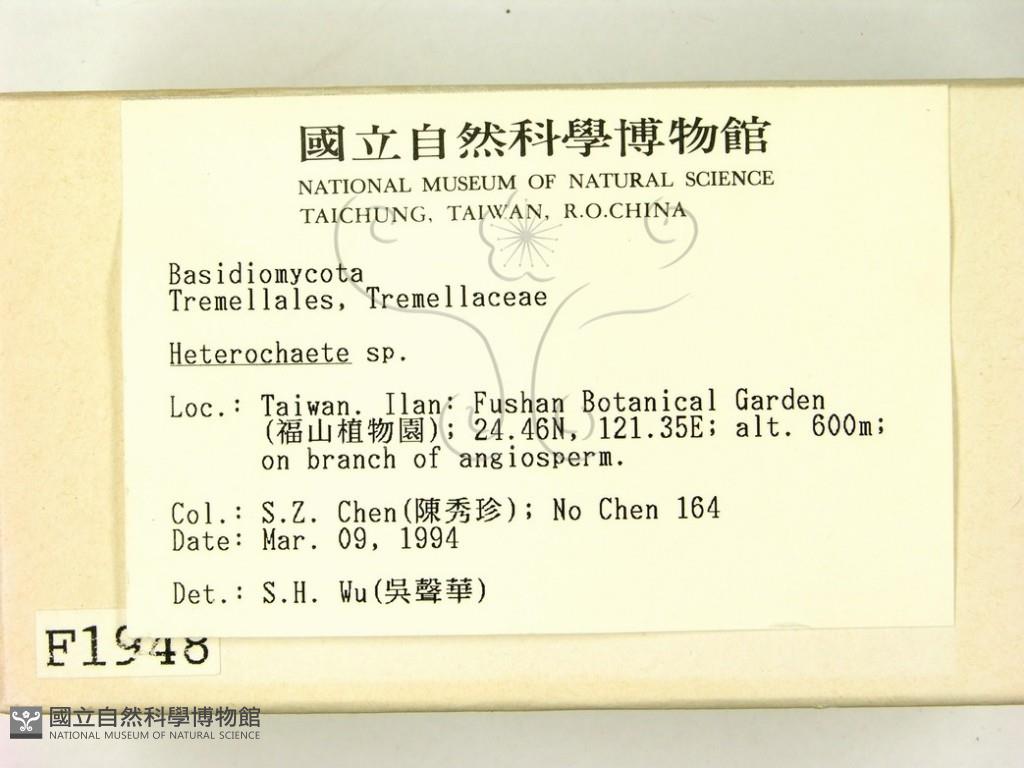 國立自然科學博物館
NATIONAL MUSEUM OF NATURAL SCIENCE
TAICHUNG, TAIWAN, R.O.CHINA
Basidiomycota
Tremellales, Tremellaceae
Heterochaete sp.
Loc.: Taiwan. Ilan: Fushan Botanical Garden
(福山植物園); 24.46N, 121.35E; alt. 600m;
on branch of angiosperm.
Col.: S.Z. Chen(陳秀珍); No Chen 164
Date: Mar. 09, 1994
Det.: S.H. Wu(吳聲華)
F1948
國立自然科學博物館
NATIONAL MUSEUM OF NATURAL SCIENCE